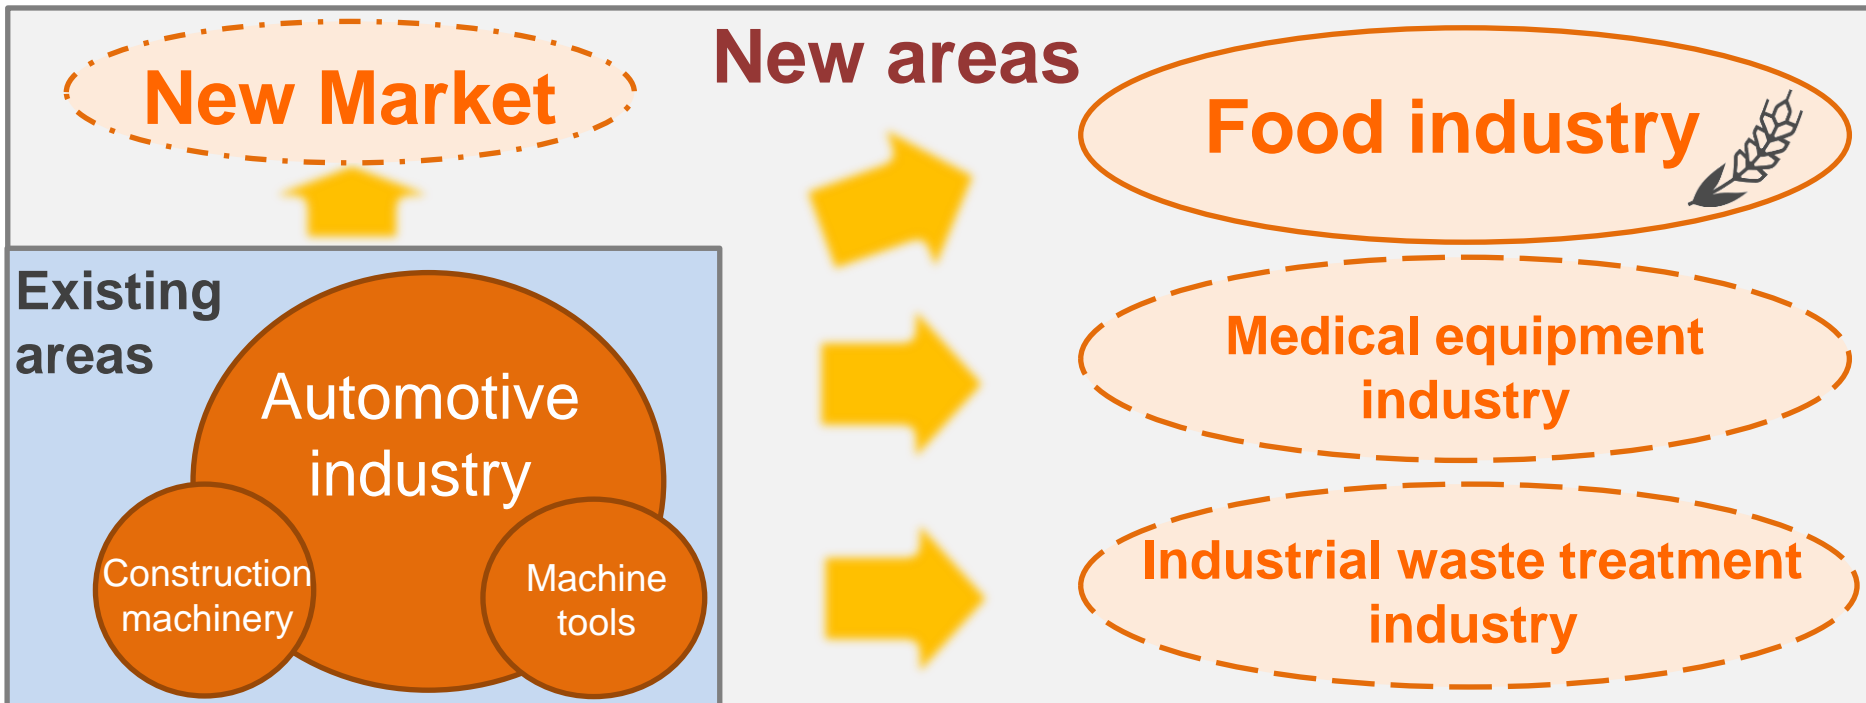 New Market
New areas
Food industry
Existing
areas
Automotive
industry
Construction
machinery
Machine
tools
Medical equipment
industry
Industrial waste treatment
industry